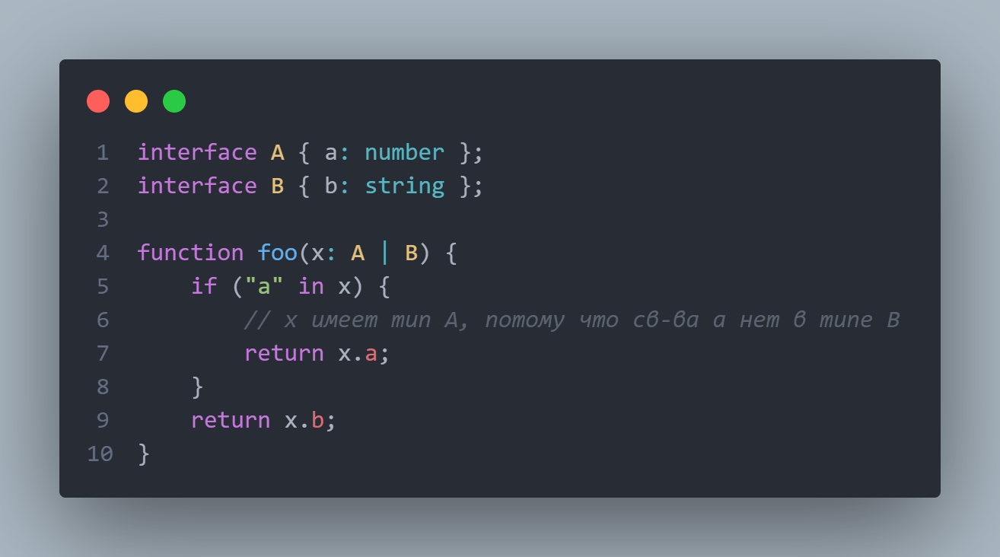 1 interface A { a: number };
2 interface B { b: string };
3
4 function foo(x: A | B) {
5     if ("a" in x) {
6         // x имеет тип A, потому что св-ва a нет в типе B
7         return x.a;
8     }
9     return x.b;
10 }